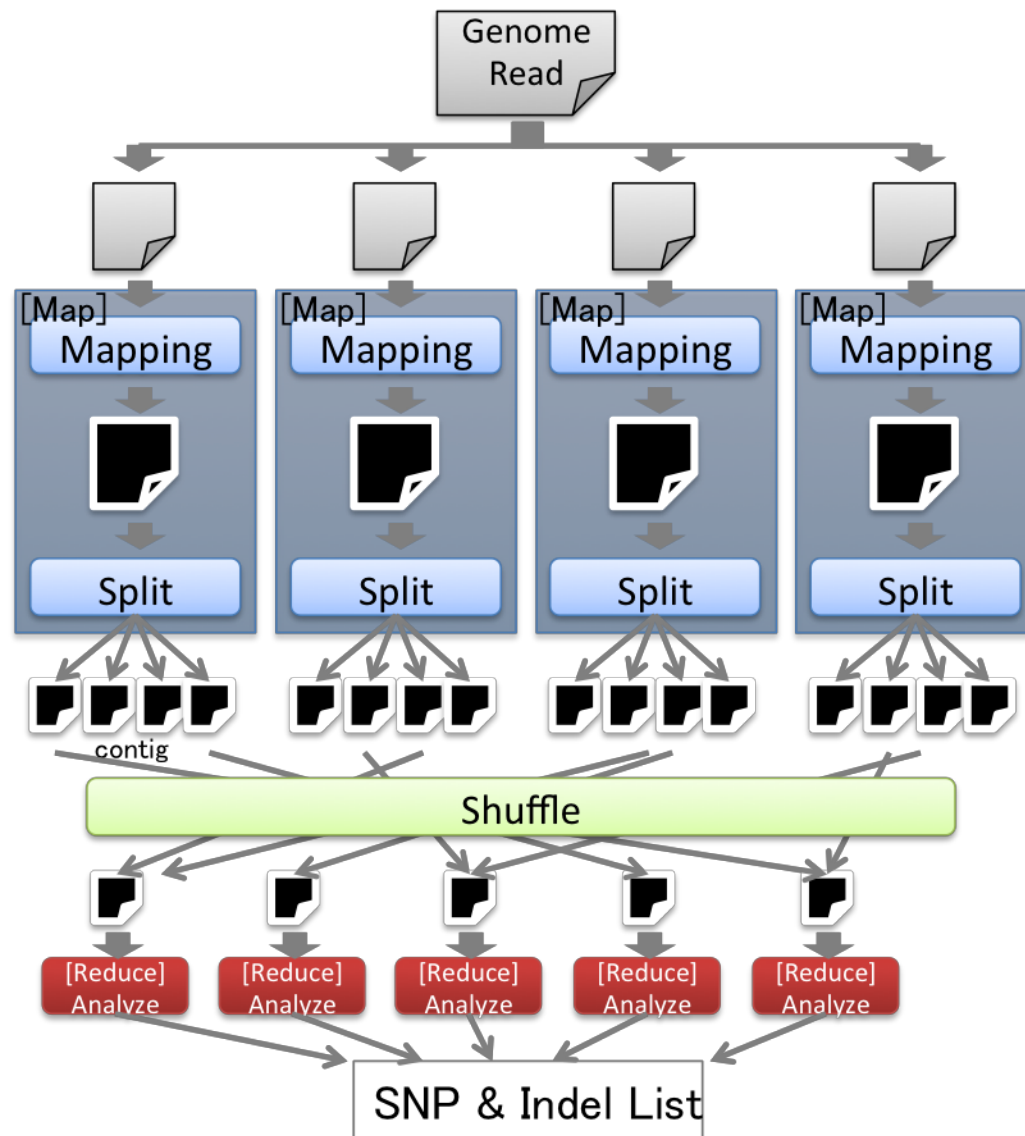 Genome
Read
[Map]
Mapping
Split
[Map]
Mapping
Split
[Map]
Mapping
Split
[Map]
Mapping
Split
contig
Shuffle
[Reduce]
Analyze
[Reduce]
Analyze
[Reduce]
Analyze
[Reduce]
Analyze
[Reduce]
Analyze
SNP & Indel List